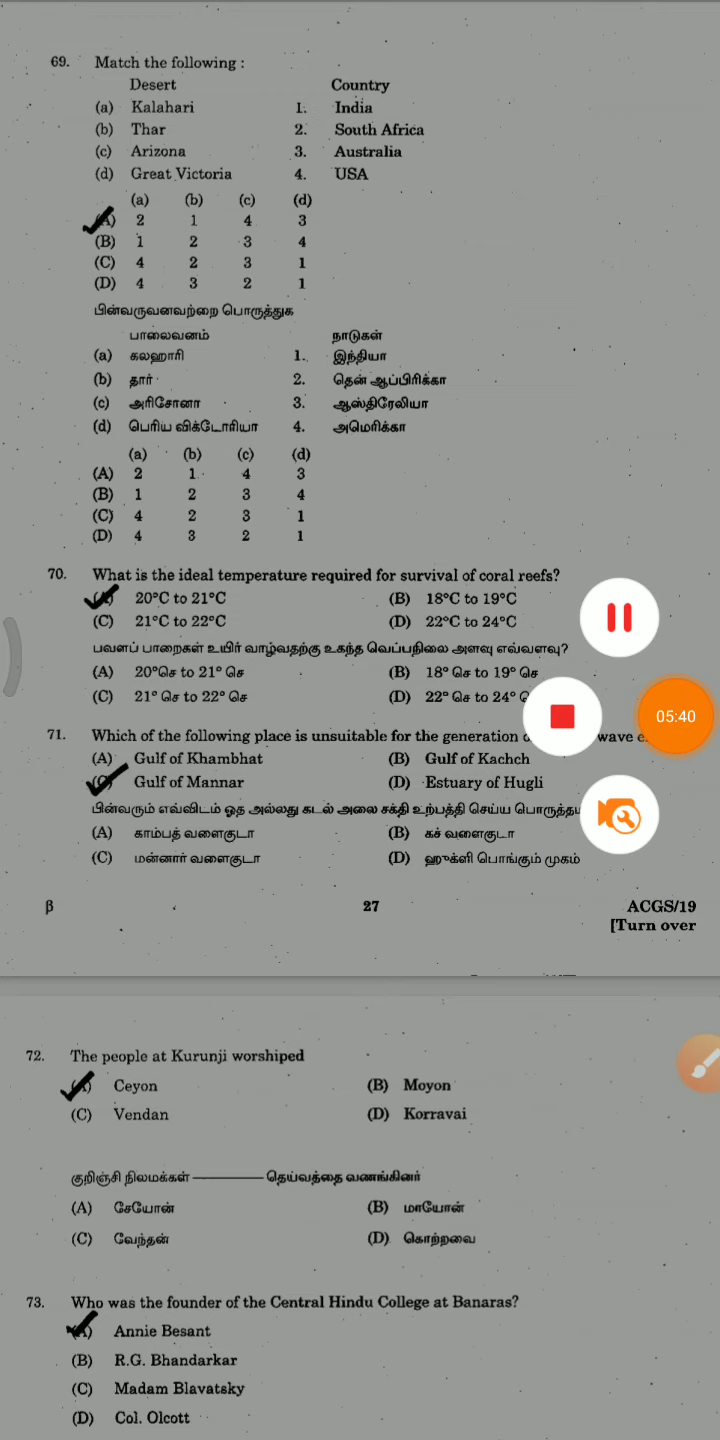 69. Match the following :
Desert Country
(a) Kalahari 1. India
(b) Thar 2. South Africa
(c) Arizona 3. Australia
(d) Great Victoria 4. USA
(a) (b) (c) (d)
(A) 2 1 4 3
(B) 1 2 3 4
(C) 4 2 3 1
(D) 4 3 2 1
பின்வருவனவற்றை பொருத்துக
பாலைவனம் நாடுகள்
(a) கலஹாரி 1. இந்தியா
(b) தார் 2. தென் ஆப்பிரிக்கா
(c) அரிசோனா 3. ஆஸ்திரேலியா
(d) பெரிய விக்டோரியா 4. அமெரிக்கா
(a) (b) (c) (d)
(A) 2 1 4 3
(B) 1 2 3 4
(C) 4 2 3 1
(D) 4 3 2 1
70. What is the ideal temperature required for survival of coral reefs?
(A) 20°C to 21°C (B) 18°C to 19°C
(C) 21°C to 22°C (D) 22°C to 24°C
பவளப் பாறைகள் உயிர் வாழ்வதற்கு உகந்த வெப்பநிலை அளவு எவ்வளவு?
(A) 20°செ to 21° செ (B) 18° செ to 19° செ
(C) 21° செ to 22° செ (D) 22° செ to 24°
05:40
71. Which of the following place is unsuitable for the generation wave
(A) Gulf of Khambhat (B) Gulf of Kachch
(C) Gulf of Mannar (D) Estuary of Hugli
பின்வரும் எவ்விடம் ஓத அல்லது கடல் அலை சக்தி உற்பத்தி செய்ய
(A) காம்பத் வளைகுடா (B) கச் வளைகுடா
(C) மன்னார் வளைகுடா (D) ஹுக்ளி பொங்கும் முகம்
β 27 ACGS/19
[Turn over
72. The people at Kurunji worshiped
(A) Ceyon (B) Moyon
(C) Vendan (D) Korravai
குறிஞ்சி நிலமக்கள் ———— தெய்வத்தை வணங்கினர்
(A) சேயோன் (B) மாயோன்
(C) வேந்தன் (D) கொற்றவை
73. Who was the founder of the Central Hindu College at Banaras?
(A) Annie Besant
(B) R.G. Bhandarkar
(C) Madam Blavatsky
(D) Col. Olcott